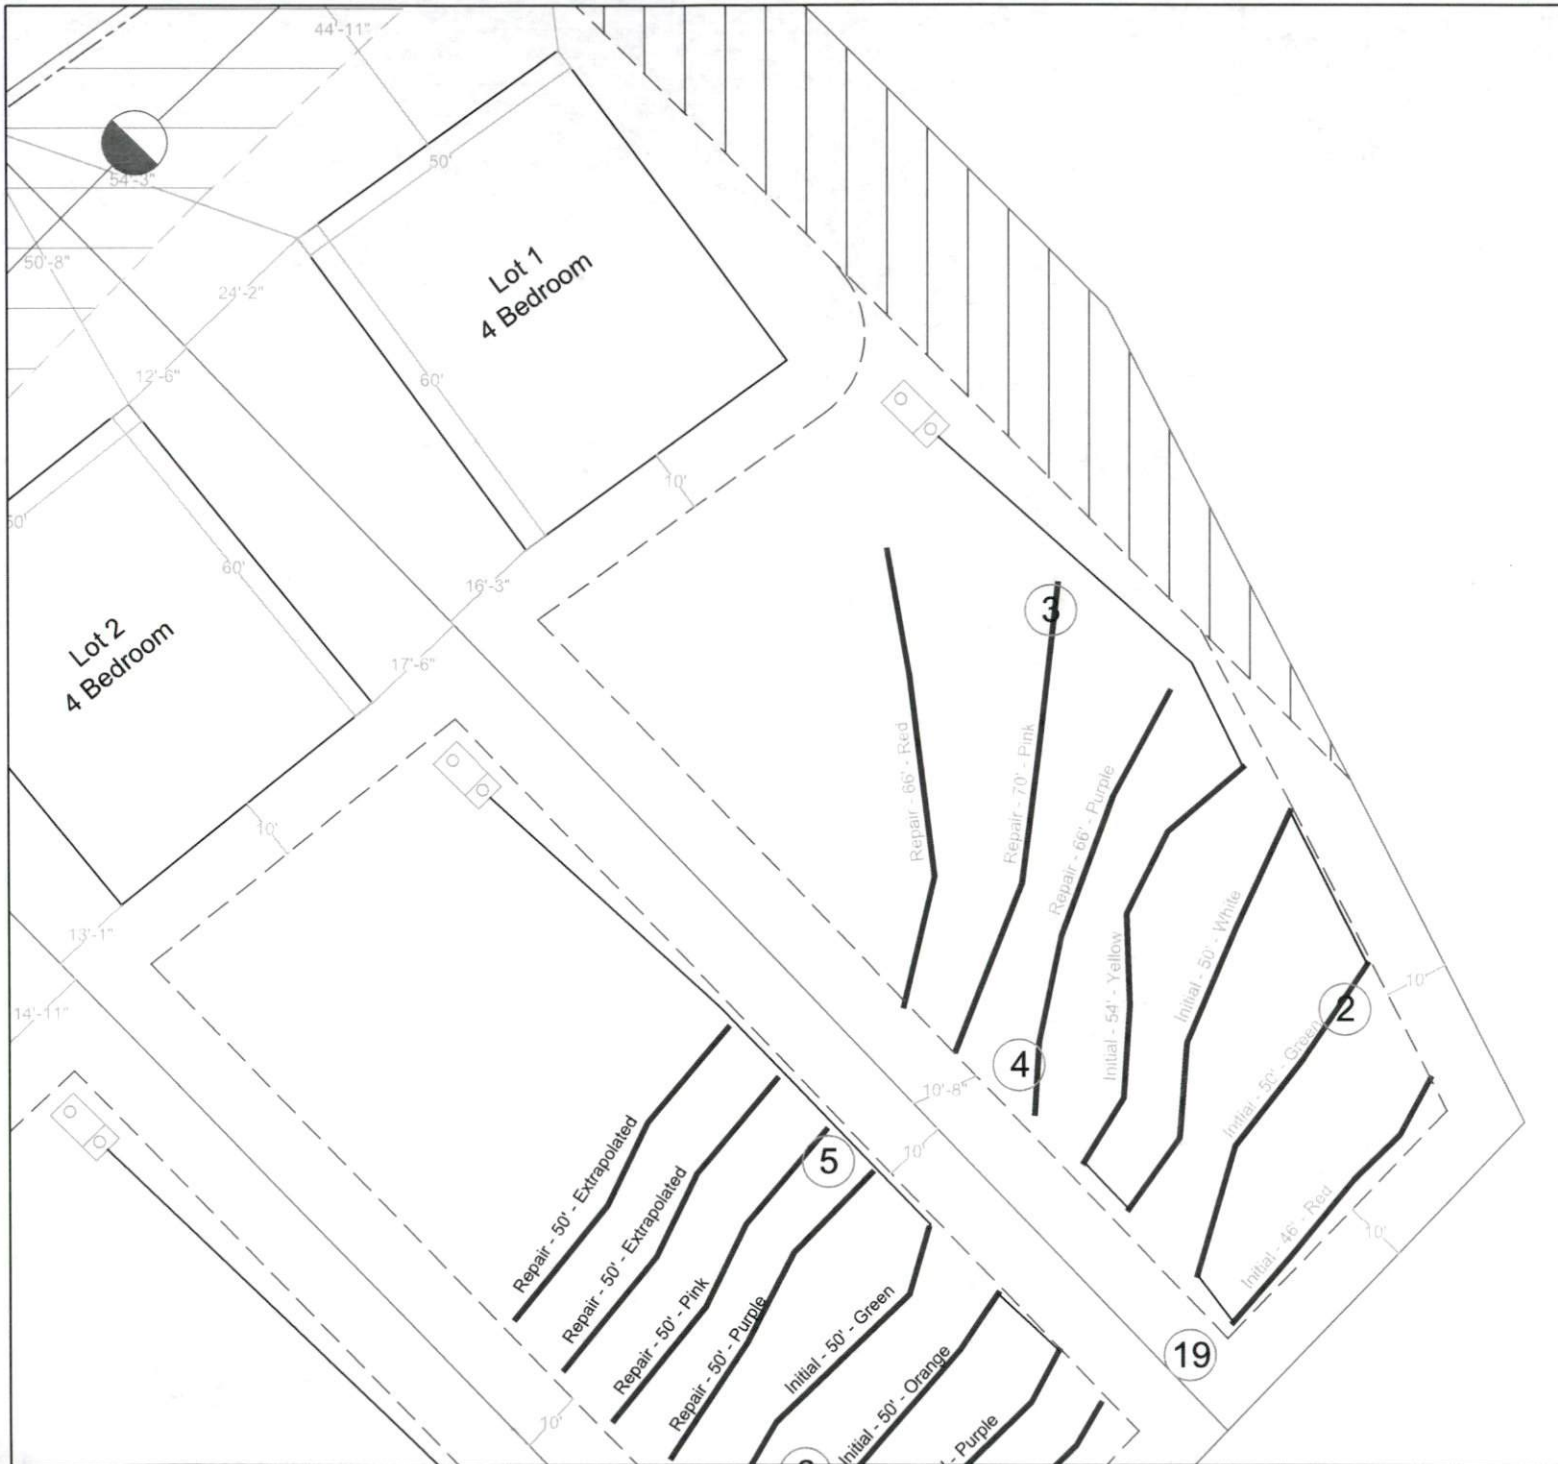 44'-11"
50'
54'-3"
50'-8"
24'-2"
Lot 1
4 Bedroom
12'-6"
60'
10'
60'
16'-3"
Lot 2
4 Bedroom
17'-6"
3
Repair - 66' - Red
Repair - 70' - Pink
Repair - 66' - Purple
10'
13'-1"
14'-11"
Initial - 54' - Yellow
Initial - 50' - White
10'
2
Initial - 50' - Green
4
10'-8"
10'
Initial - 46' - Red
10'
5
Repair - 50' - Extrapolated
Repair - 50' - Extrapolated
Repair - 50' - Pink
Repair - 50' - Purple
Initial - 50' - Green
Initial - 50' - Orange
- Purple
19
10'